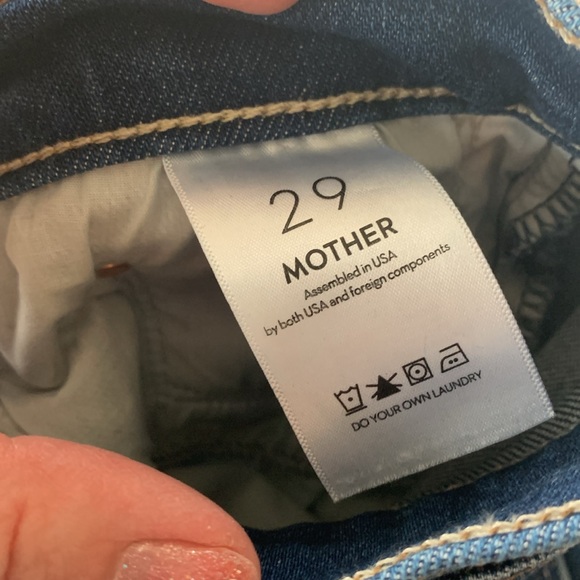 29
MOTHER
Assembled in USA
by both USA and foreign components
DO YOUR OWN LAUNDRY